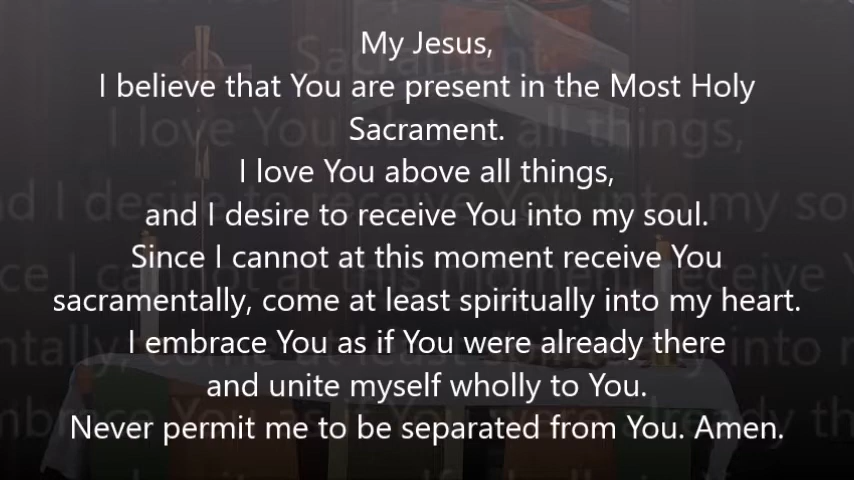 My Jesus,
I believe that You are present in the Most Holy
Sacrament.
I love You above all things,
and I desire to receive You into my soul.
Since I cannot at this moment receive You
sacramentally, come at least spiritually into my heart.
I embrace You as if You were already there
and unite myself wholly to You.
Never permit me to be separated from You. Amen.